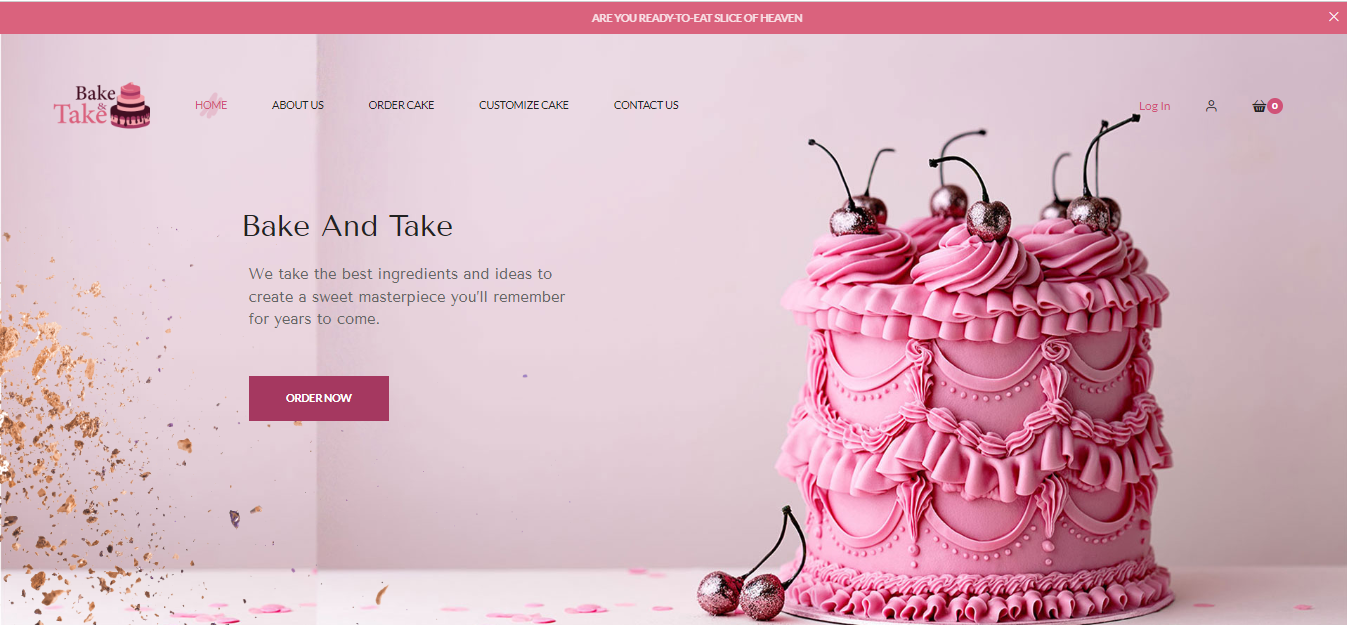 ARE YOU READY-TO-EAT SLICE OF HEAVEN
Bake
&
Take
HOME
ABOUT US
ORDER CAKE
CUSTOMIZE CAKE
CONTACT US
Log In
0
Bake And Take
We take the best ingredients and ideas to
create a sweet masterpiece you'll remember
for years to come.
ORDER NOW